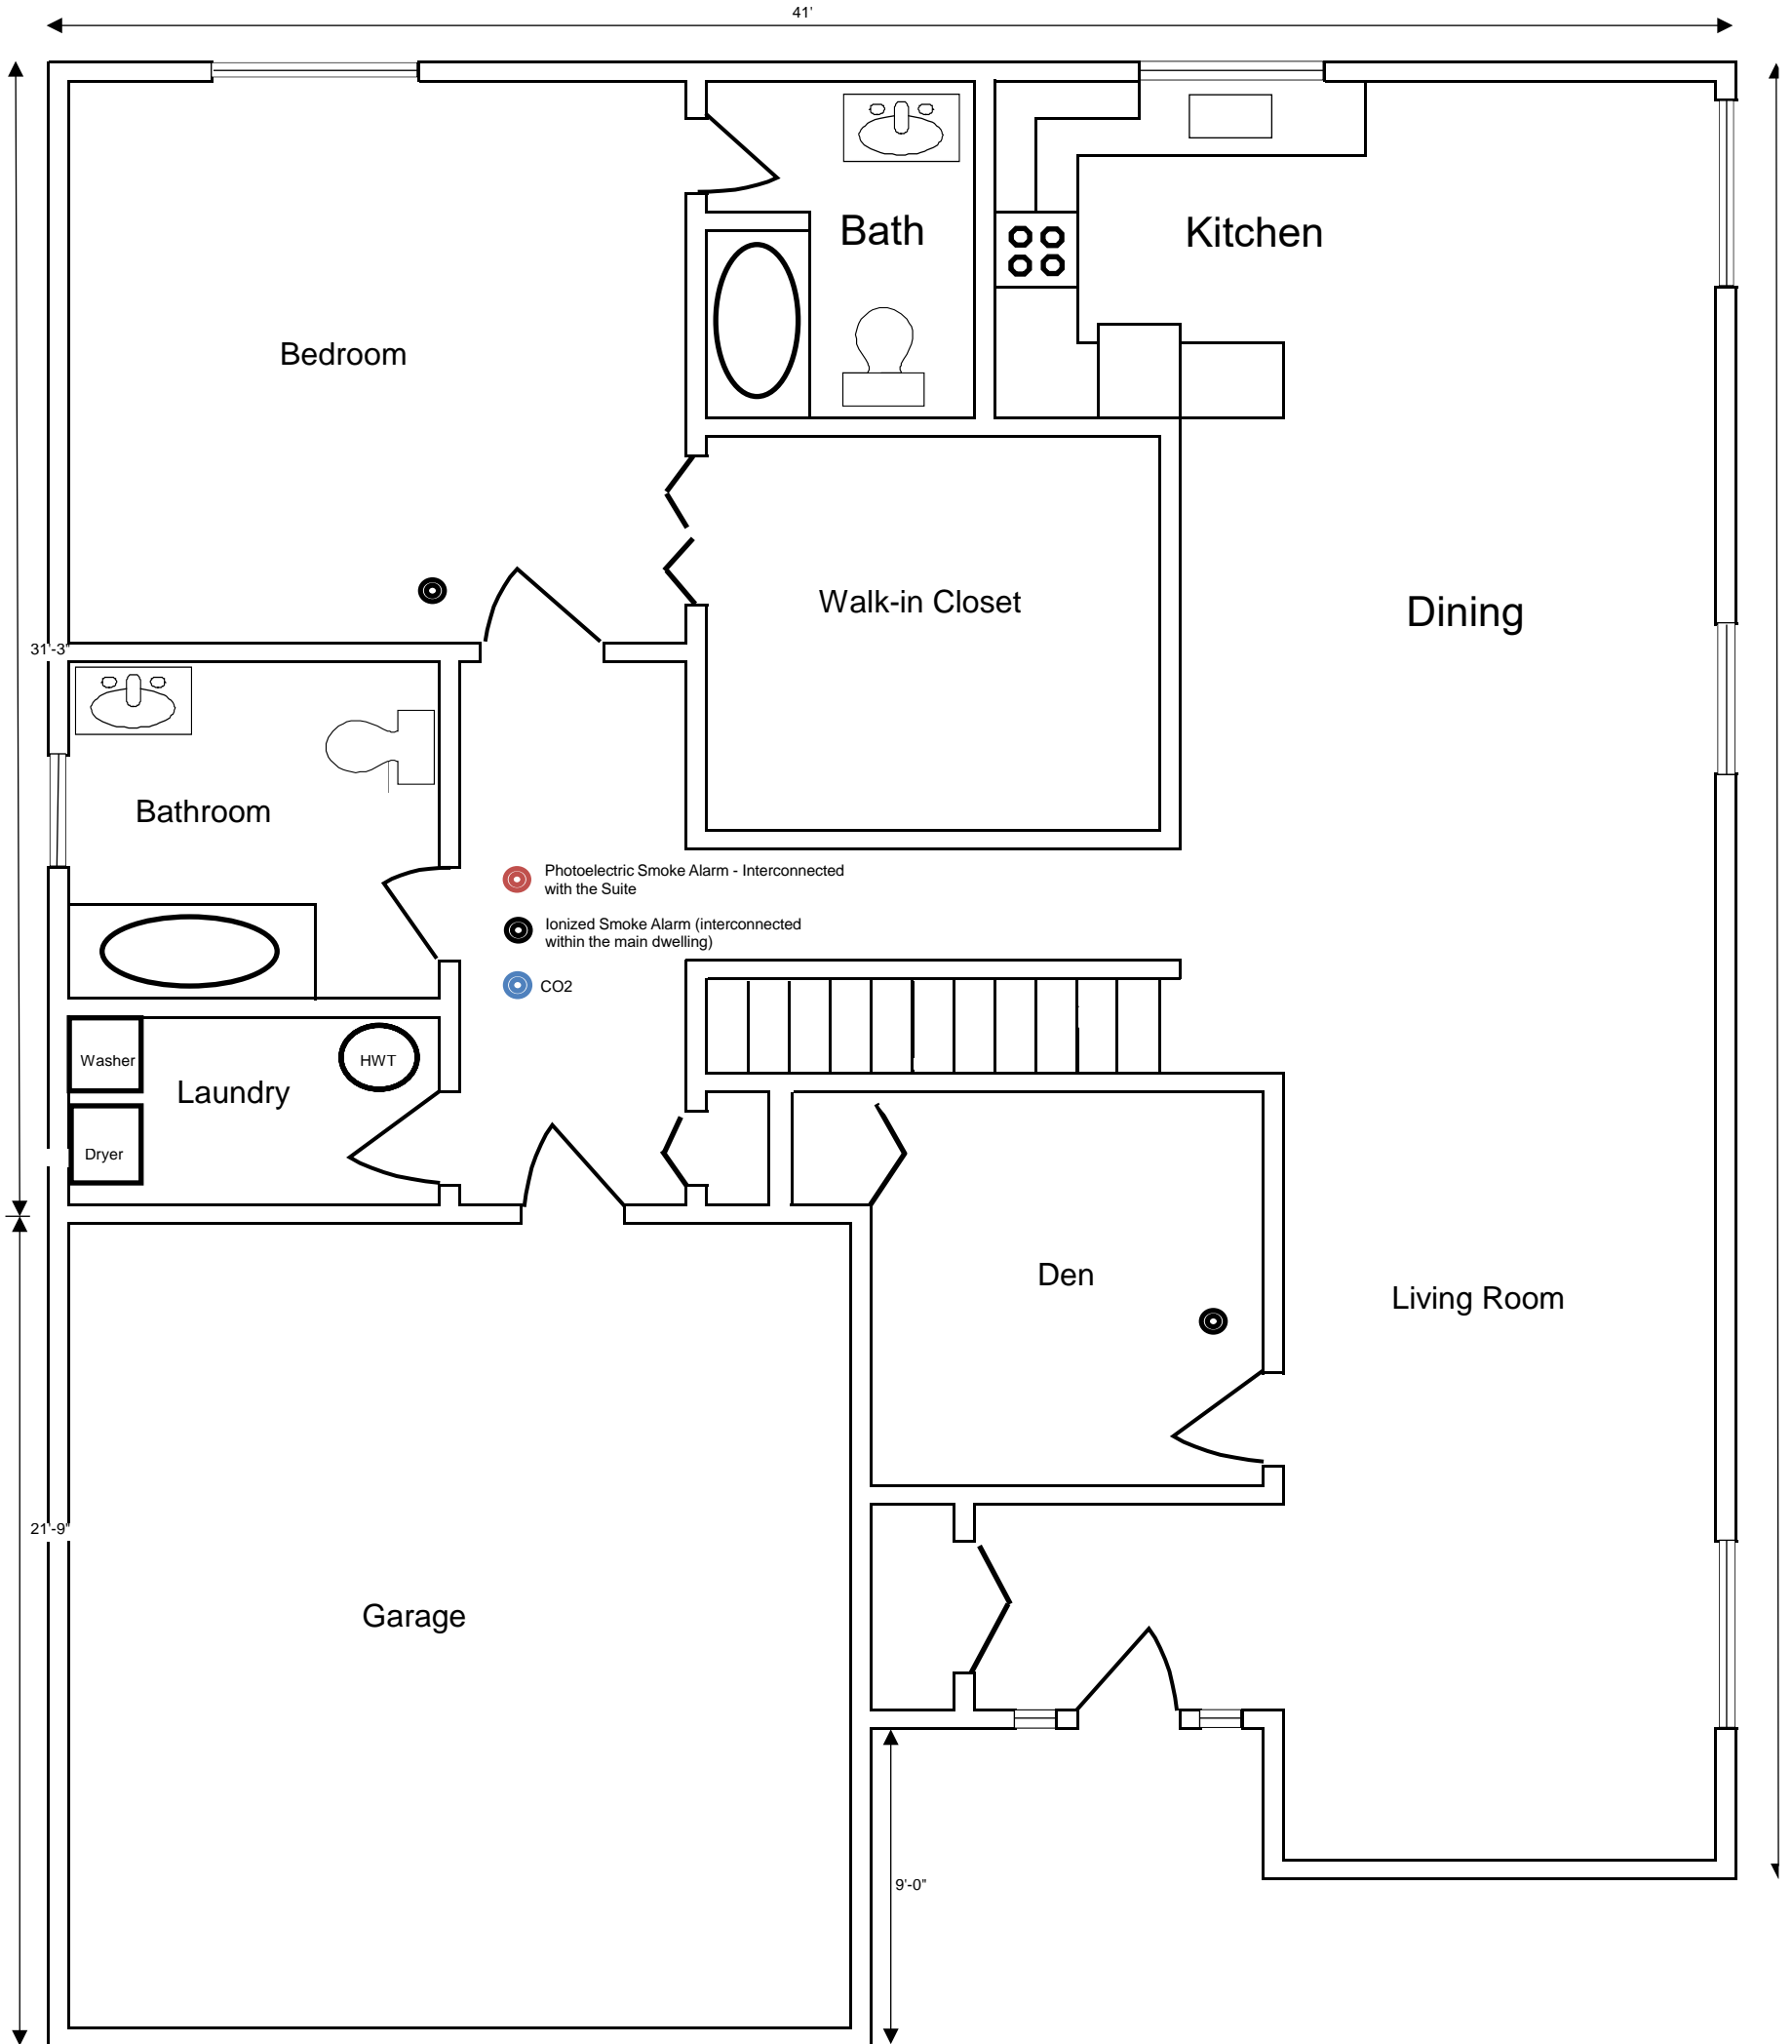 41'
Bath
Kitchen
Bedroom
Walk-in Closet
Dining
31'-3"
Bathroom
Photoelectric Smoke Alarm - Interconnected
with the Suite
Ionized Smoke Alarm (interconnected
within the main dwelling)
CO2
Washer
HWT
Laundry
Dryer
Den
Living Room
21'-9"
Garage
9'-0"